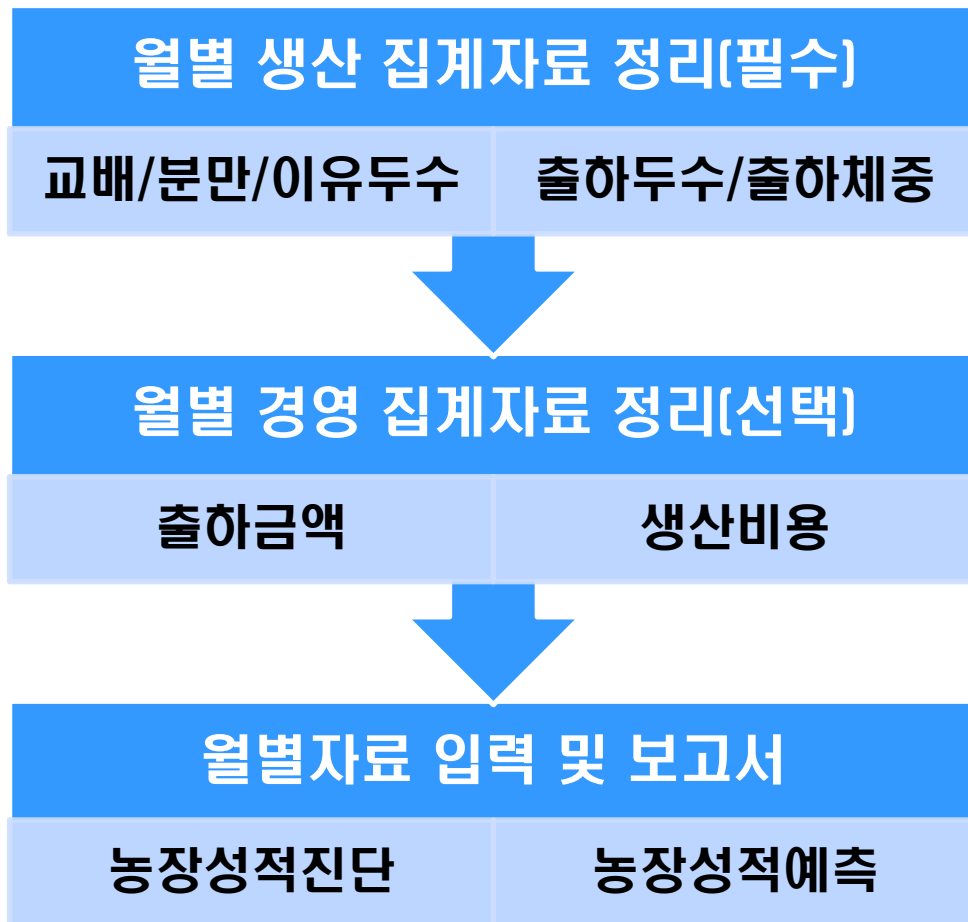 월별 생산 집계자료 정리(필수)
교배/분만/이유두수 출하두수/출하체중
월별 경영 집계자료 정리(선택)
출하금액 생산비용
월별자료 입력 및 보고서
농장성적진단 농장성적예측